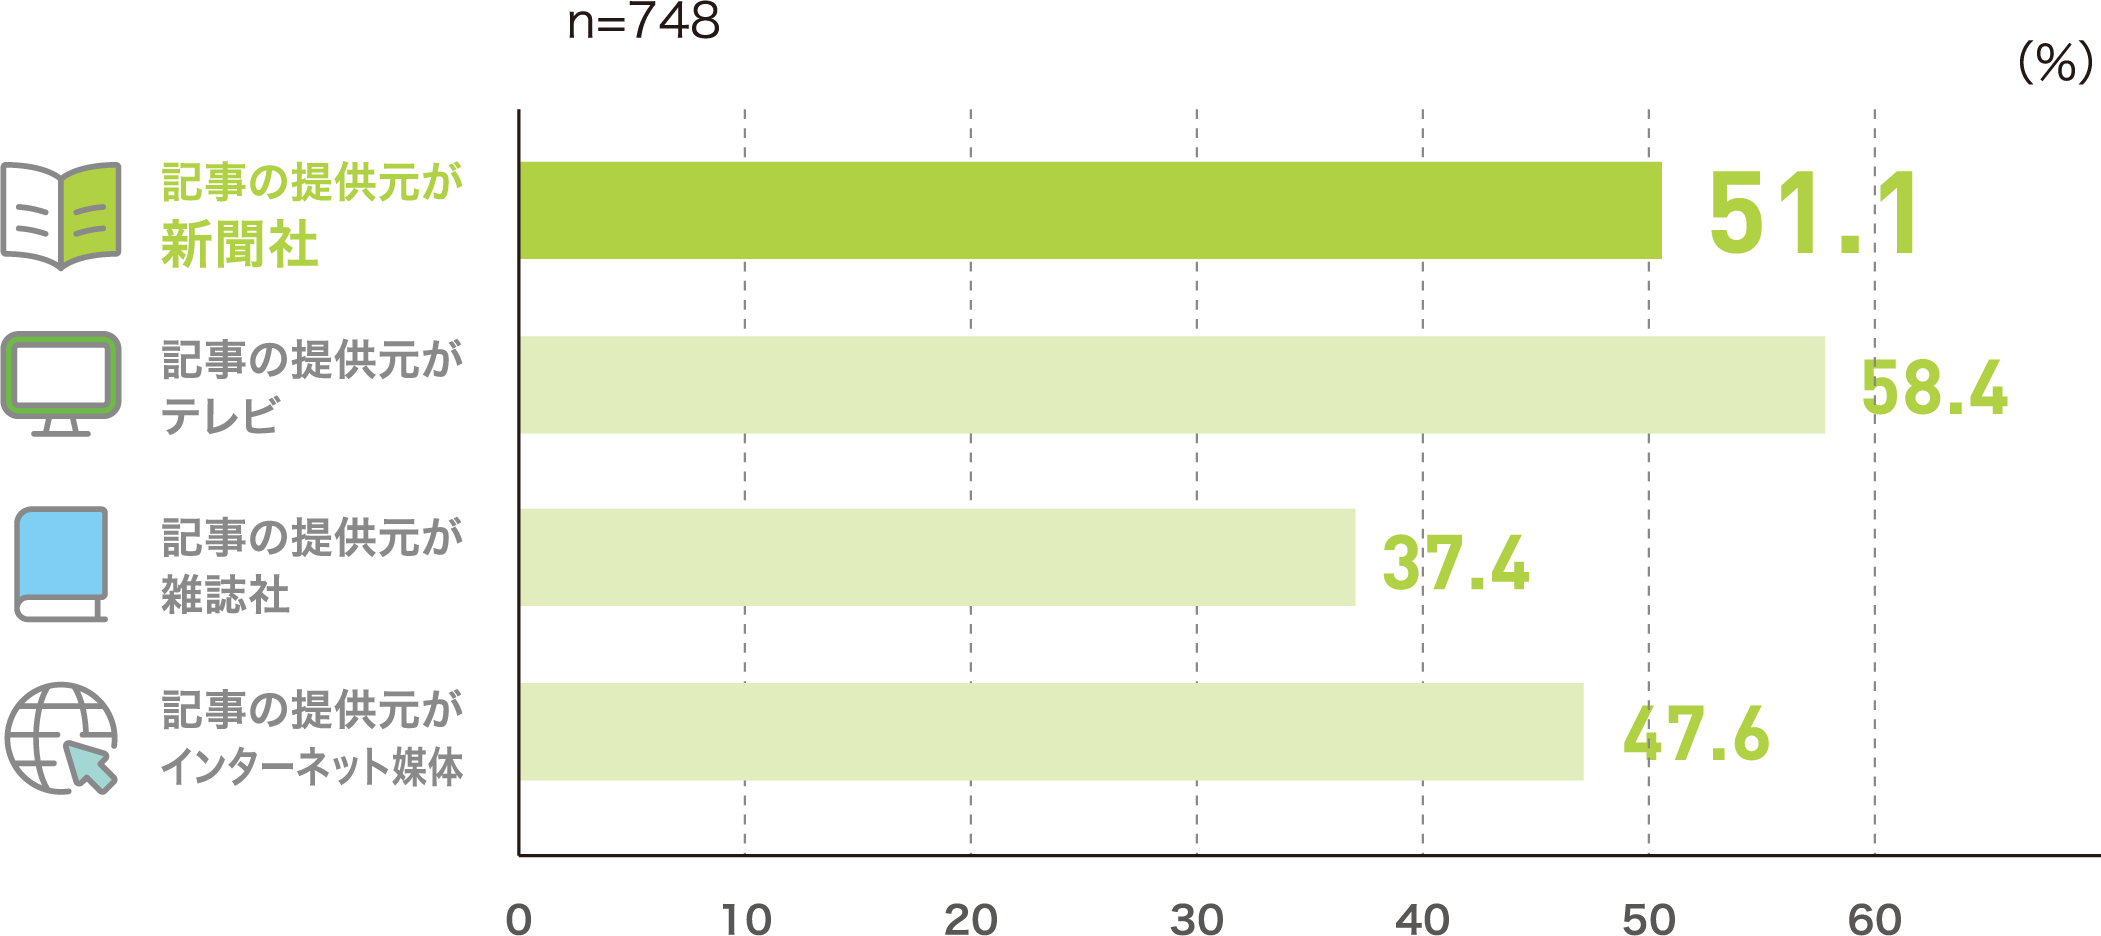 n=748
(%)
記事の提供元が
新聞社
51.1
記事の提供元が
テレビ
58.4
記事の提供元が
雑誌社
37.4
記事の提供元が
インターネット媒体
47.6
0 10 20 30 40 50 60